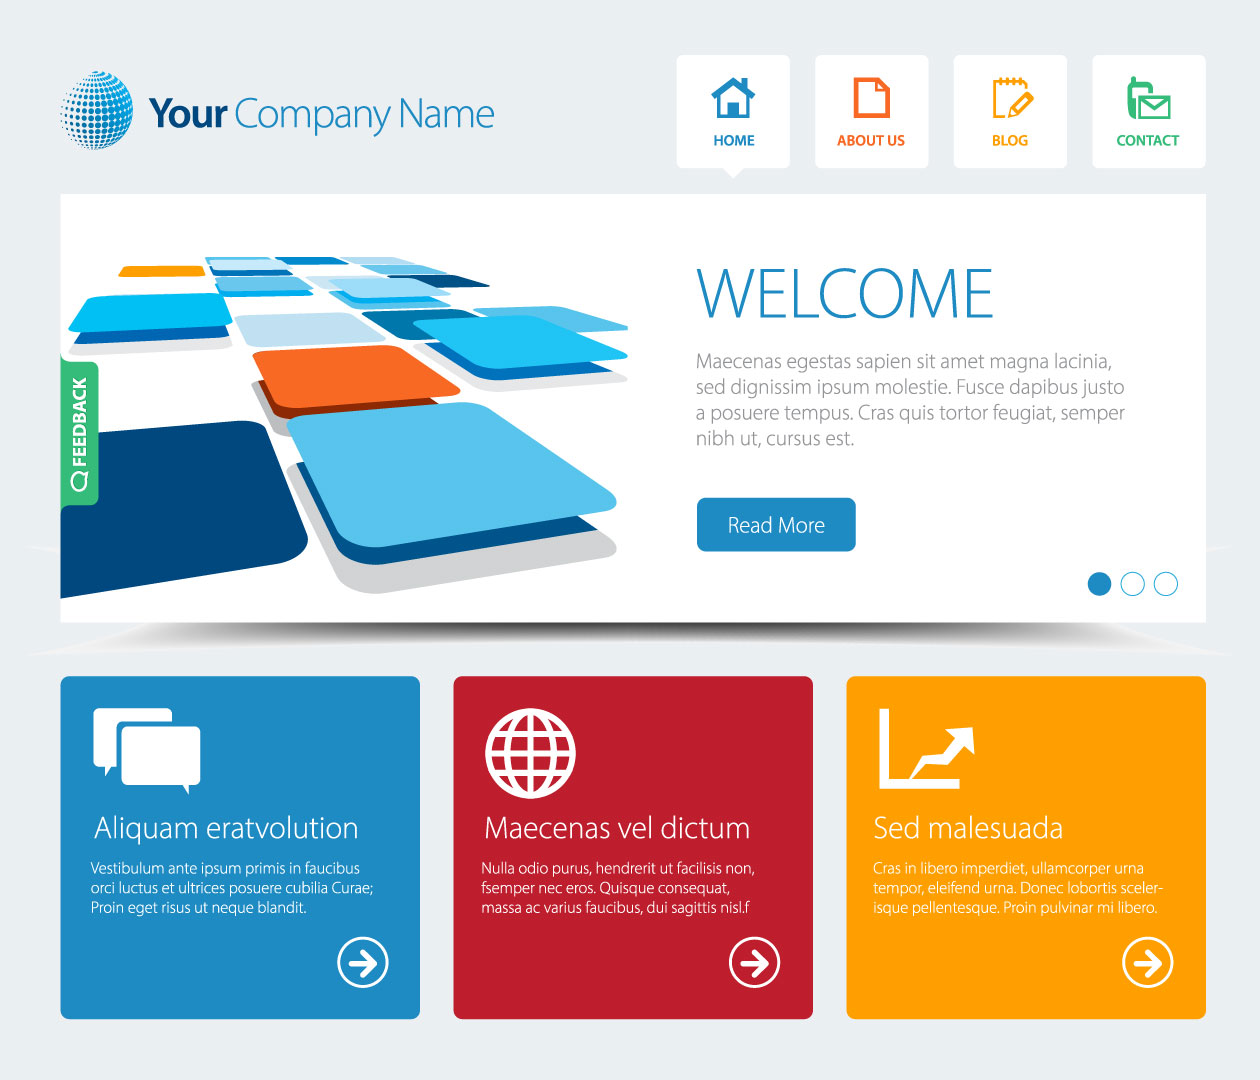 Your Company Name
HOME
ABOUT US
BLOG
CONTACT
FEEDBACK
WELCOME
Maecenas egestas sapien sit amet magna lacinia,
sed dignissim ipsum molestie. Fusce dapibus justo
a posuere tempus. Cras quis tortor feugiat, semper
nibh ut, cursus est.
Read More
Aliquam eratvolution
Vestibulum ante ipsum primis in faucibus
orci luctus et ultrices posuere cubilia Curae;
Proin eget risus ut neque blandit.
Maecenas vel dictum
Nulla odio purus, hendrerit ut facilisis non,
fsemper nec eros. Quisque consequat,
massa ac varius faucibus, dui sagittis nisl.f
Sed malesuada
Cras in libero imperdiet, ullamcorper urna
tempor, eleifend urna. Donec lobortis sceler-
isque pellentesque. Proin pulvinar mi libero.